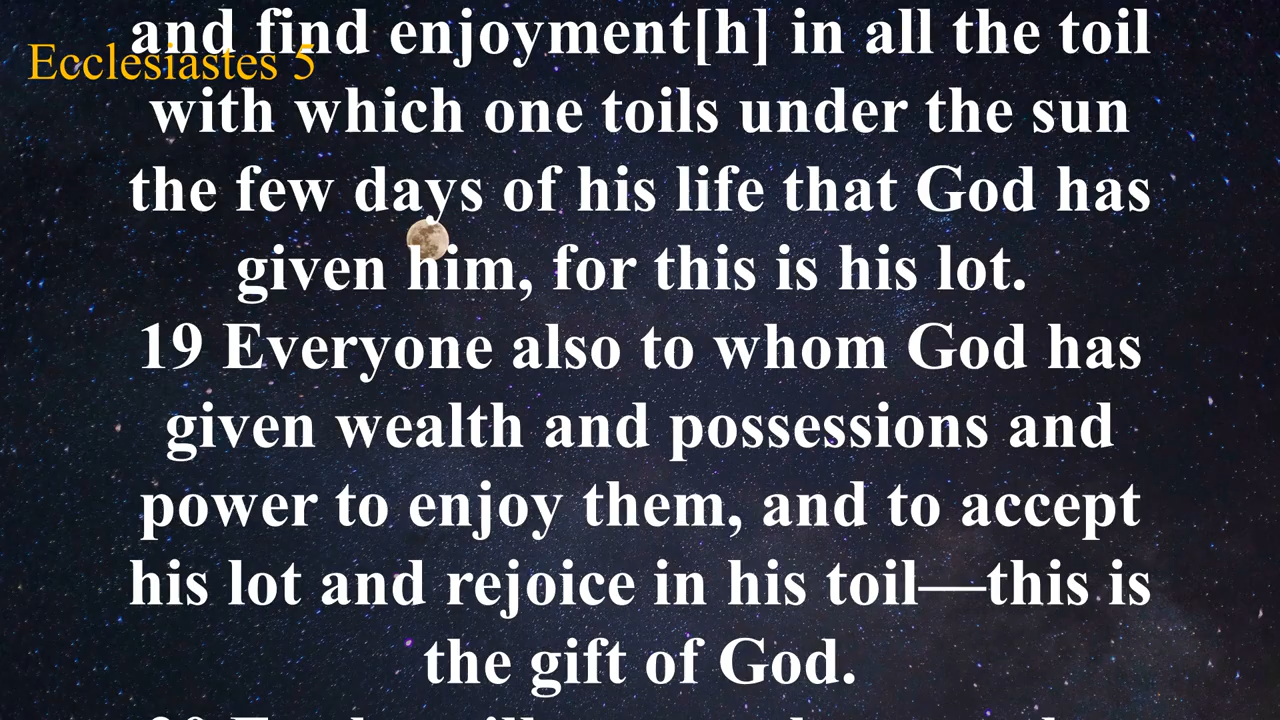 and find enjoyment[h] in all the toil
Ecclesiastes 5
with which one toils under the sun
the few days of his life that God has
given him, for this is his lot.
19 Everyone also to whom God has
given wealth and possessions and
power to enjoy them, and to accept
his lot and rejoice in his toil—this is
the gift of God.